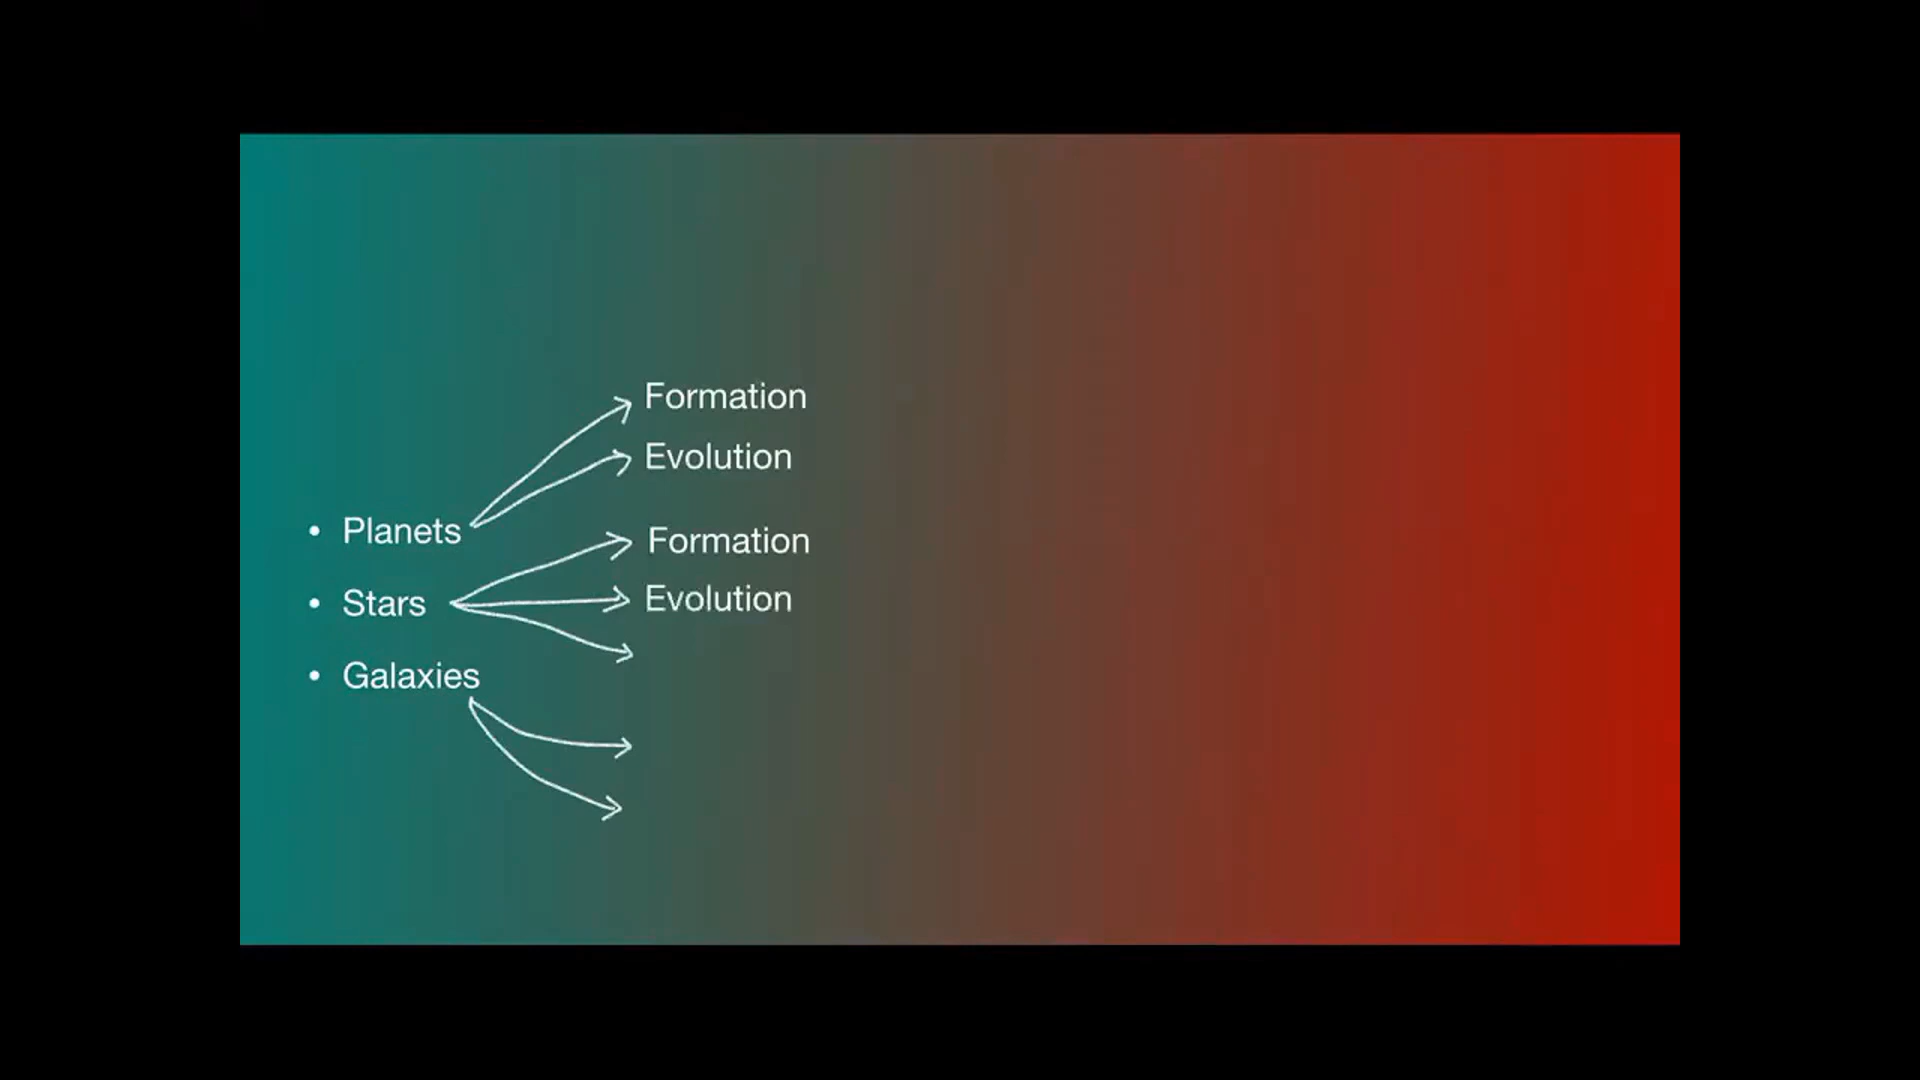 Formation
Evolution
• Planets
Formation
• Stars
Evolution
• Galaxies